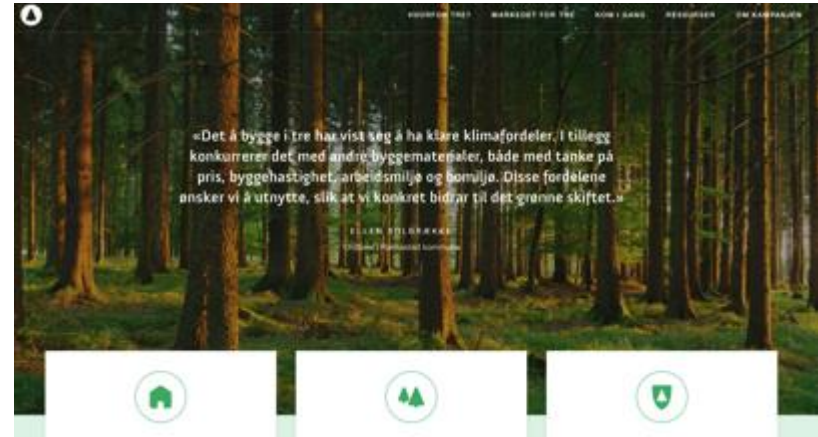 HVORFOR TRE? MARKEDET FOR TRE KOM I GANG RESSURSER OM KAMPANJEN
«Det å bygge i tre har vist seg å ha klare klimafordeler. I tillegg
konkurrerer det med andre byggematerialer, både med tanke på
pris, byggehastighet, arbeidsmiljø og bomiljø. Disse fordelene
ønsker vi å utnytte, slik at vi konkret bidrar til det grønne skiftet.»
ELLEN
kommune